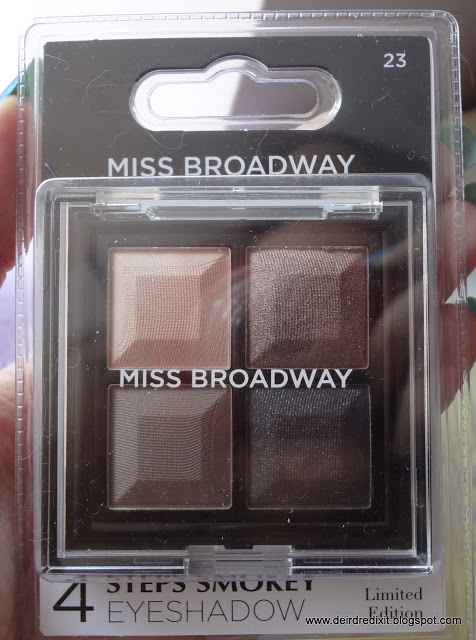 23
MISS BROADWAY
MISS BROADWAY
4 STEPS SMOKEY
EYESHADOW
Limited
Edition
www.deirdredixit.blogspot.com